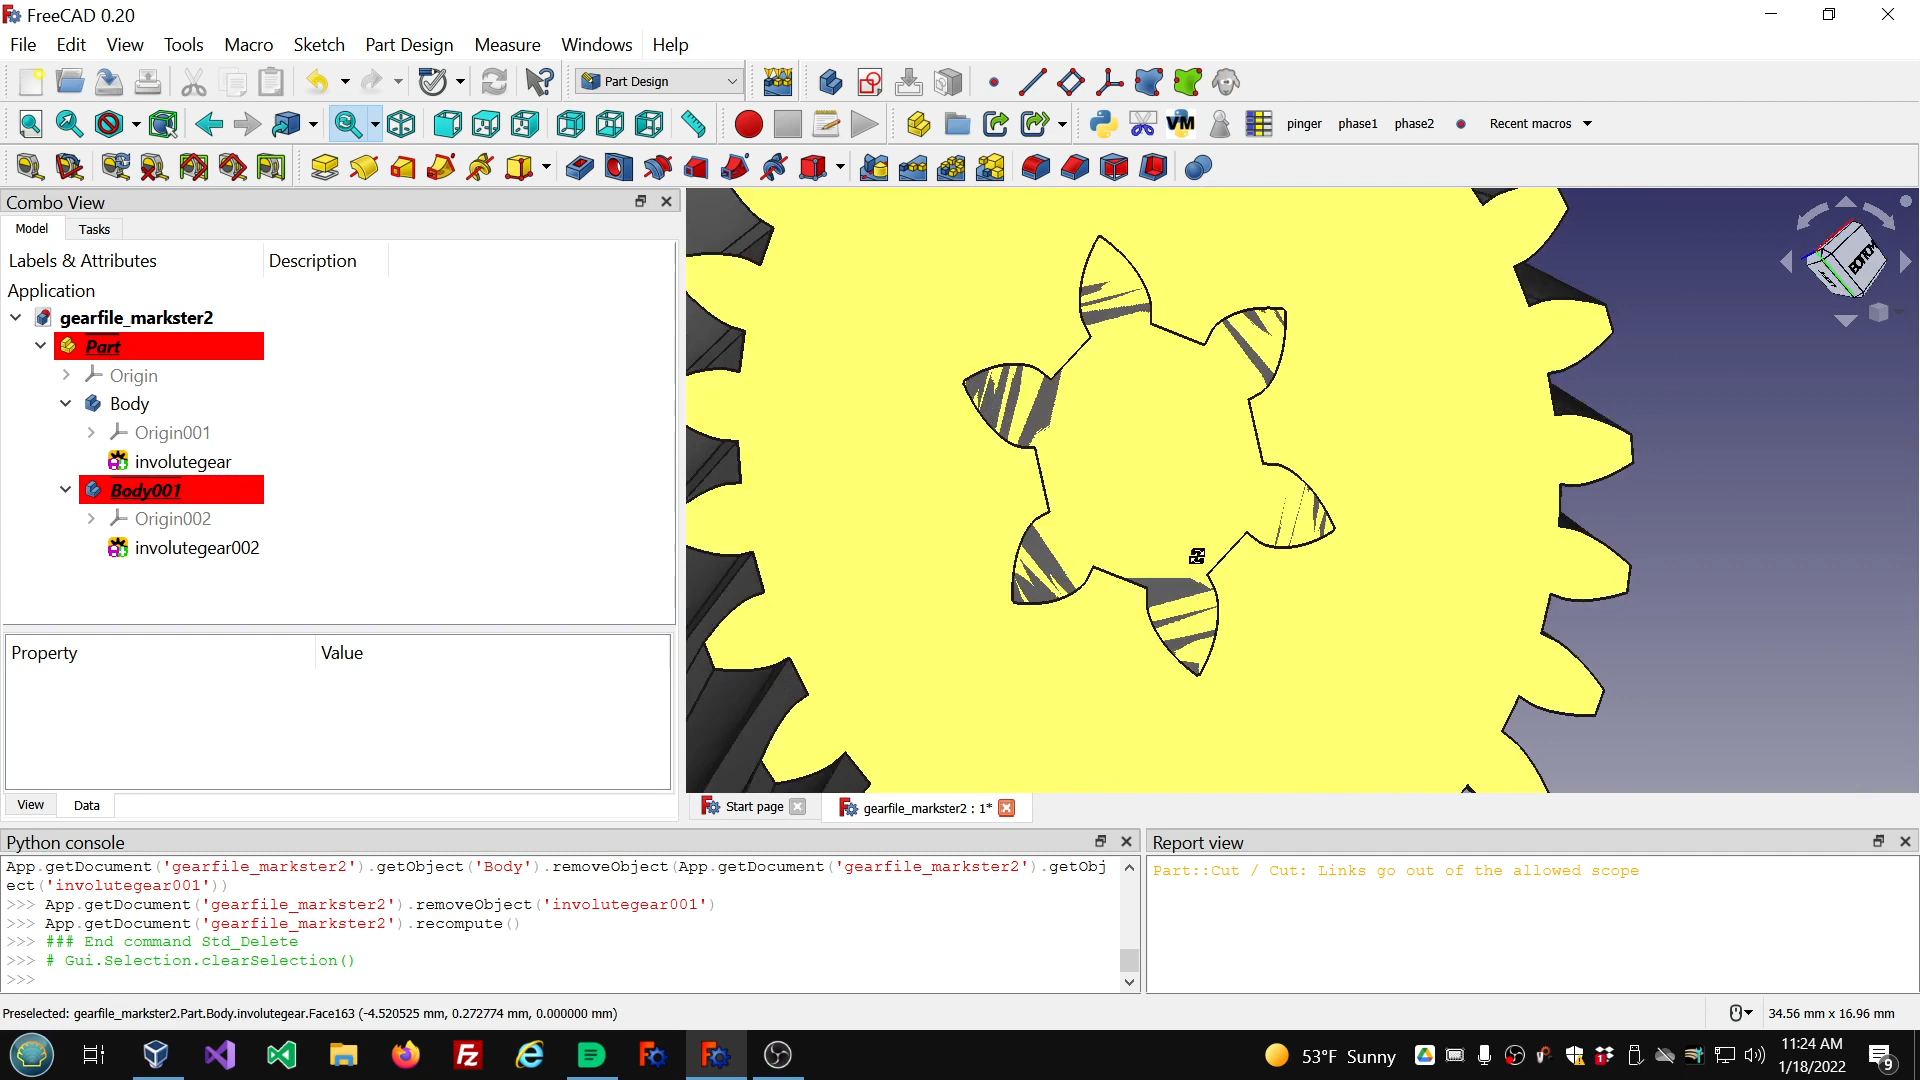 FreeCAD 0.20
File Edit View Tools Macro Sketch Part Design Measure Windows Help
Part Design
VM pinger phase1 phase2 Recent macros
Combo View
Model Tasks
Labels & Attributes Description
Application
gearfile_markster2
Part
Origin
Body
Origin001
involutegear
Body001
Origin002
involutegear002
Property Value
View Data
BOTTOM
Start page gearfile_markster2 : 1*
Python console
App.getDocument('gearfile_markster2').getObject('Body').removeObject(App.getDocument('gearfile_markster2').getObj
ect('involutegear001'))
>>> App.getDocument('gearfile_markster2').removeObject('involutegear001')
>>> App.getDocument('gearfile_markster2').recompute()
>>> ### End command Std_Delete
>>> # Gui.Selection.clearSelection()
>>>
Report view
Part::Cut / Cut: Links go out of the allowed scope
Preselected: gearfile_markster2.Part.Body.involutegear.Face163 (-4.520525 mm, 0.272774 mm, 0.000000 mm)
34.56 mm x 16.96 mm
53°F Sunny
11:24 AM
1/18/2022
9